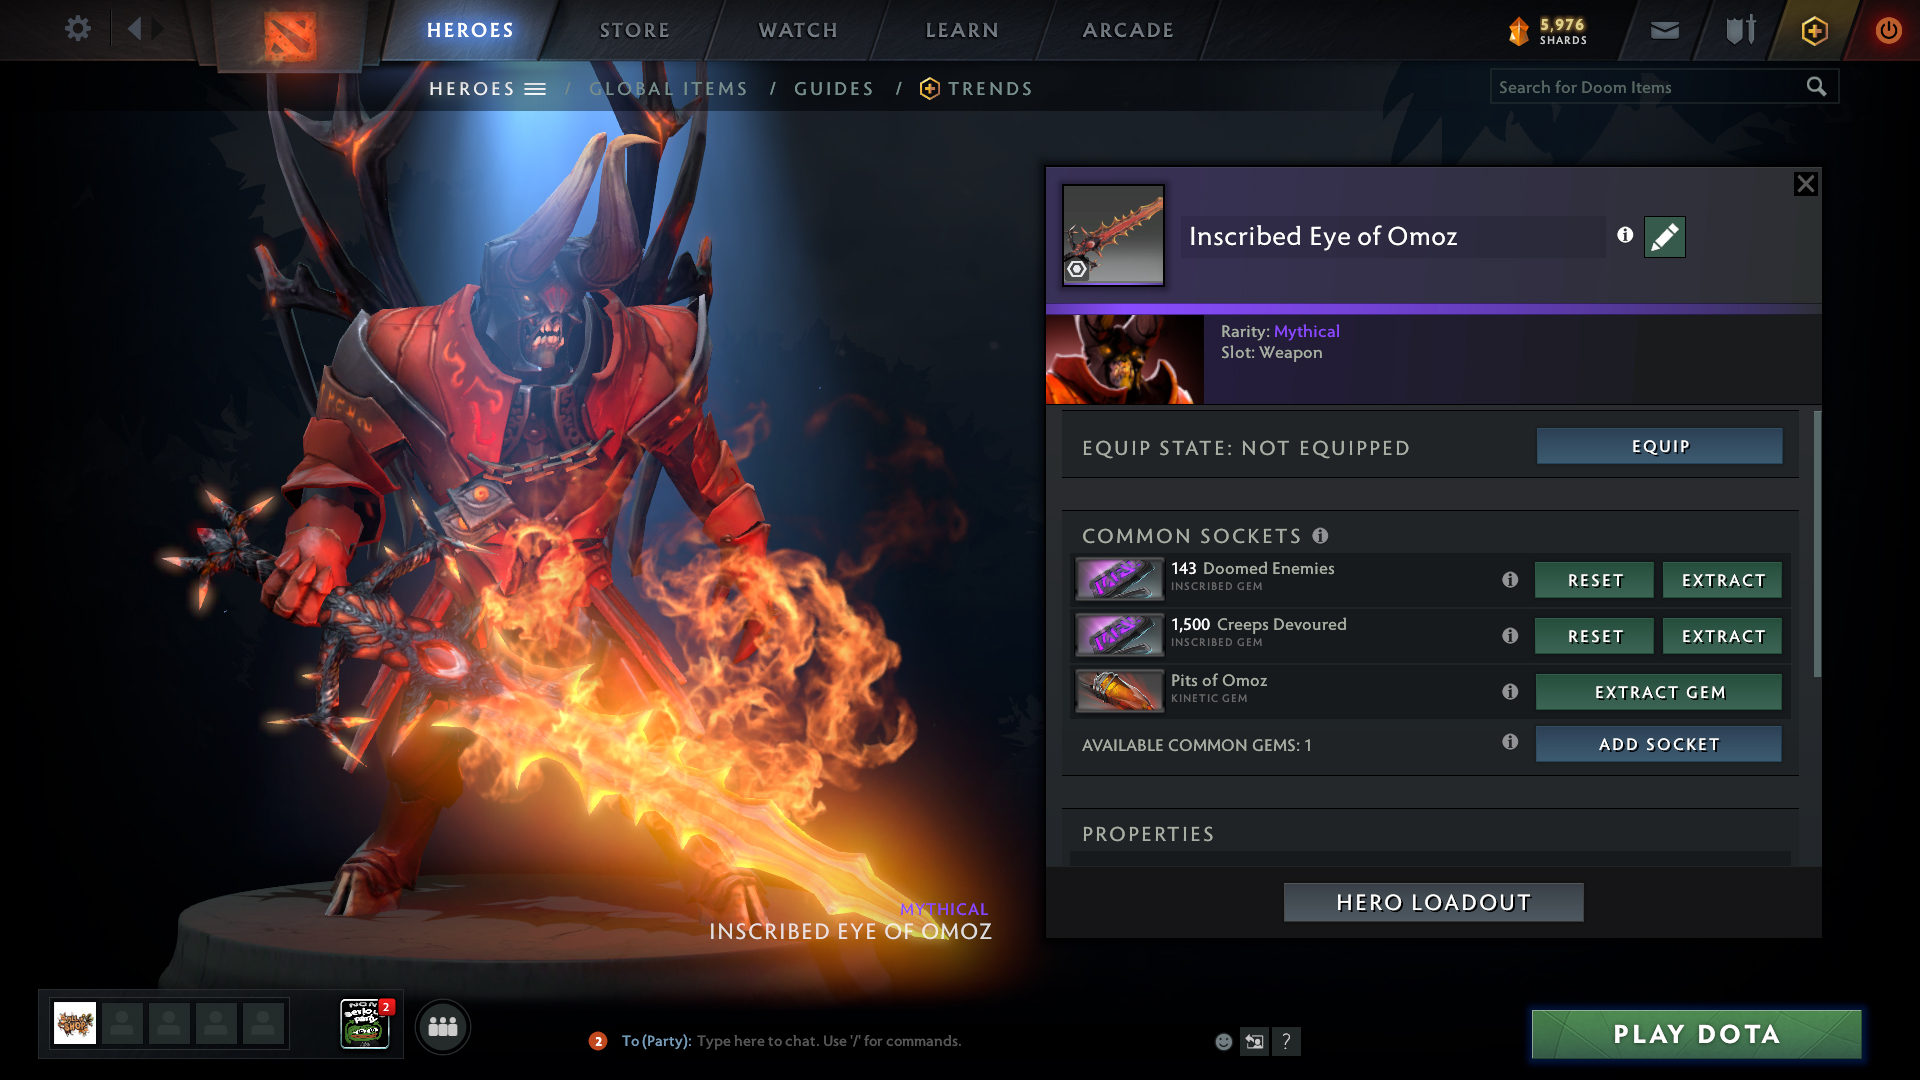 HEROES
STORE
WATCH
LEARN
ARCADE
5,976
SHARDS
HEROES / GLOBAL ITEMS / GUIDES / TRENDS
Search for Doom Items
Inscribed Eye of Omoz
Rarity: Mythical
Slot: Weapon
EQUIP STATE: NOT EQUIPPED
EQUIP
COMMON SOCKETS
143 Doomed Enemies
INSCRIBED GEM
RESET
EXTRACT
1,500 Creeps Devoured
INSCRIBED GEM
RESET
EXTRACT
Pits of Omoz
KINETIC GEM
EXTRACT GEM
AVAILABLE COMMON GEMS: 1
ADD SOCKET
PROPERTIES
HERO LOADOUT
MYTHICAL
INSCRIBED EYE OF OMOZ
NON
serious
party
2
2
To (Party): Type here to chat. Use '/' for commands.
?
PLAY DOTA